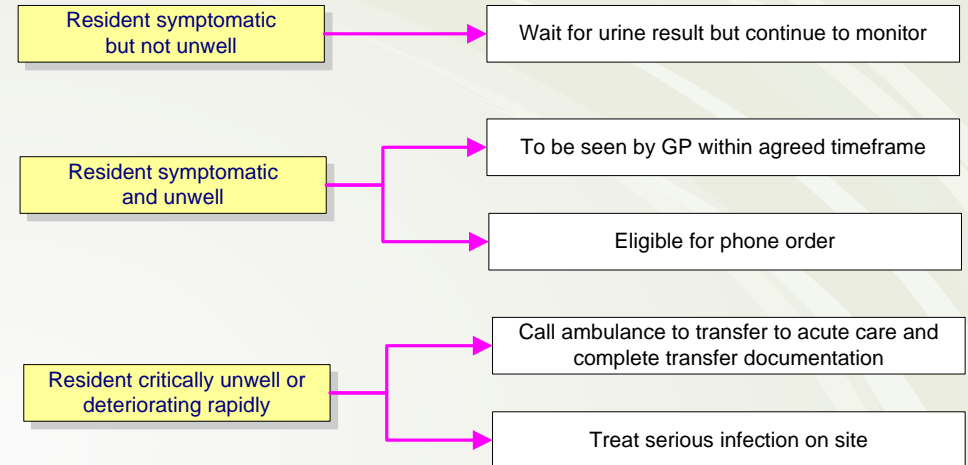 Resident symptomatic
but not unwell
Wait for urine result but continue to monitor
Resident symptomatic
and unwell
To be seen by GP within agreed timeframe
Eligible for phone order
Resident critically unwell or
deteriorating rapidly
Call ambulance to transfer to acute care and
complete transfer documentation
Treat serious infection on site